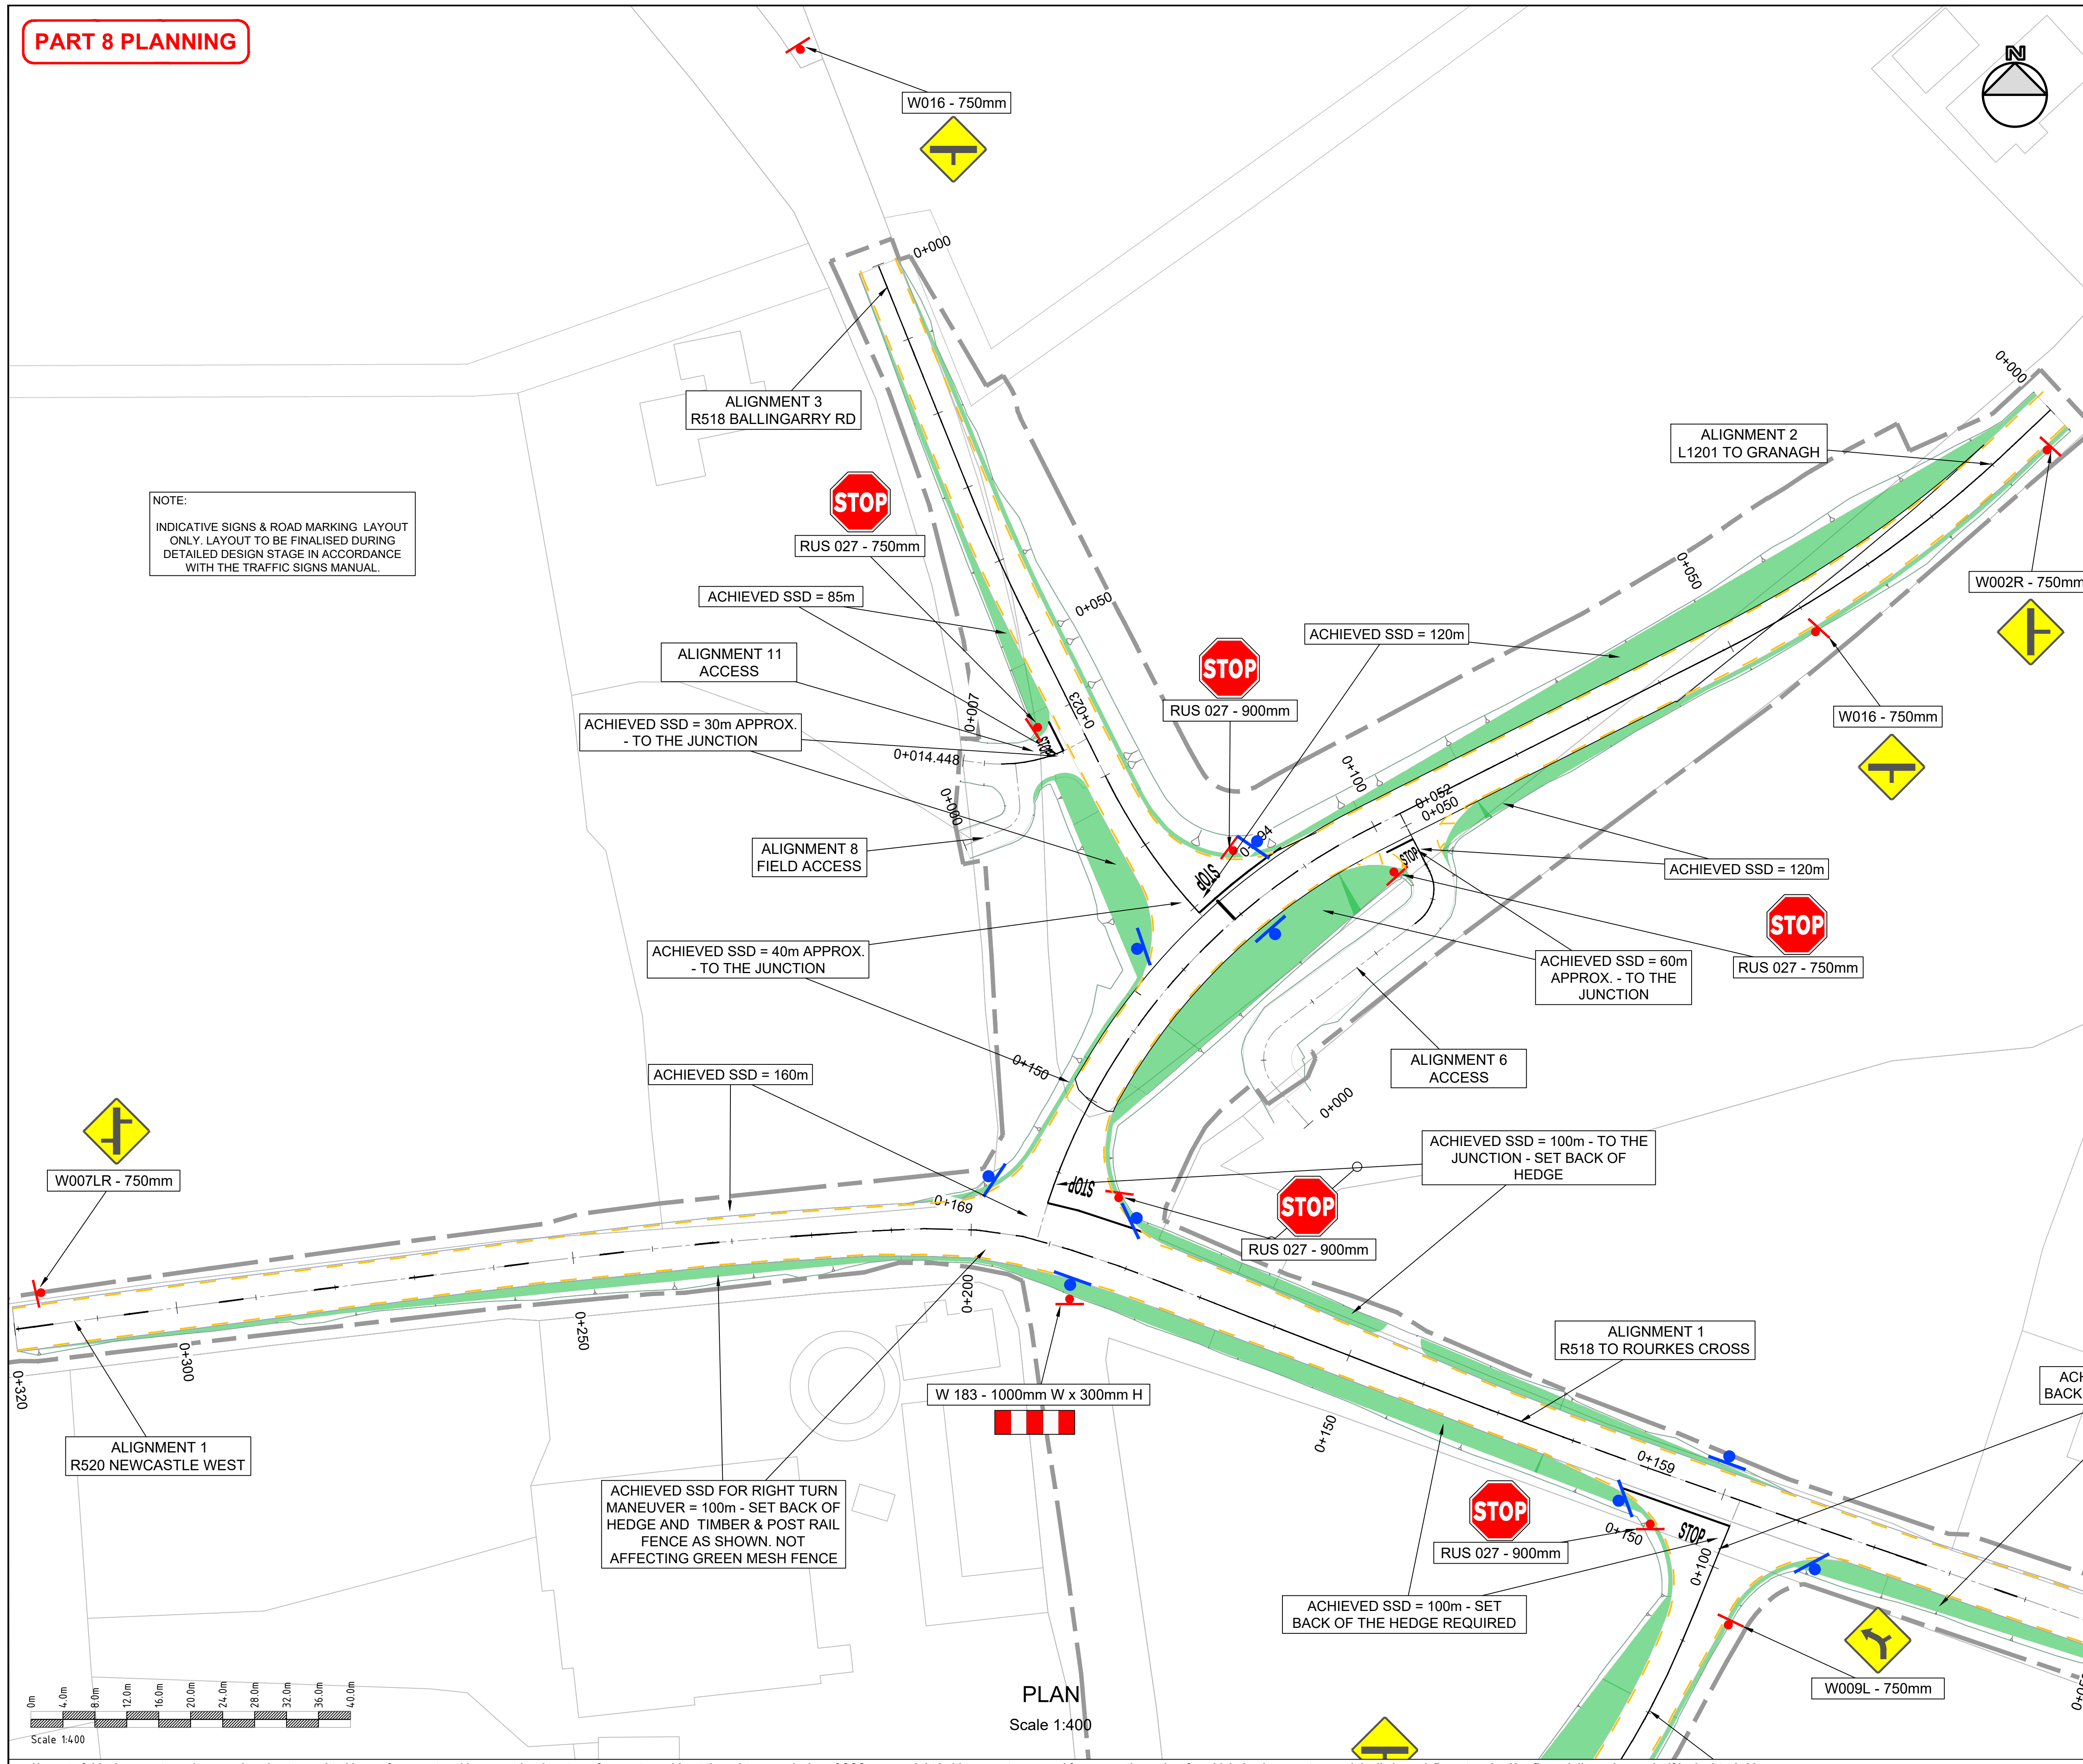 PART 8 PLANNING
N
W016 - 750mm
0+000
ALIGNMENT 3
R518 BALLINGARRY RD
0+000
ALIGNMENT 2
L1201 TO GRANAGH
STOP
RUS 027 - 750mm
NOTE:
INDICATIVE SIGNS & ROAD MARKING LAYOUT
ONLY. LAYOUT TO BE FINALISED DURING
DETAILED DESIGN STAGE IN ACCORDANCE
WITH THE TRAFFIC SIGNS MANUAL.
0+050
W002R - 750mm
ACHIEVED SSD = 85m
0+050
ACHIEVED SSD = 120m
ALIGNMENT 11
ACCESS
STOP
RUS 027 - 900mm
0+007
0+023
W016 - 750mm
ACHIEVED SSD = 30m APPROX.
- TO THE JUNCTION
STOP
0+014.448
0+100
0+052
0+050
0+000
ALIGNMENT 8
FIELD ACCESS
STOP
STOP
ACHIEVED SSD = 120m
STOP
RUS 027 - 750mm
ACHIEVED SSD = 40m APPROX.
- TO THE JUNCTION
ACHIEVED SSD = 60m
APPROX. - TO THE
JUNCTION
0+150
ALIGNMENT 6
ACCESS
ACHIEVED SSD = 160m
0+000
ACHIEVED SSD = 100m - TO THE
JUNCTION - SET BACK OF
HEDGE
W007LR - 750mm
STOP
STOP
RUS 027 - 900mm
0+169
0+200
0+250
0+300
0+320
ALIGNMENT 1
R518 TO ROURKES CROSS
W 183 - 1000mm W x 300mm H
BACK
0+150
ALIGNMENT 1
R520 NEWCASTLE WEST
0+159
ACHIEVED SSD FOR RIGHT TURN
MANEUVER = 100m - SET BACK OF
HEDGE AND TIMBER & POST RAIL
FENCE AS SHOWN. NOT
AFFECTING GREEN MESH FENCE
STOP
RUS 027 - 900mm
0+150
STOP
0+100
ACHIEVED SSD = 100m - SET
BACK OF THE HEDGE REQUIRED
W009L - 750mm
0m
4.0m
8.0m
12.0m
16.0m
20.0m
24.0m
28.0m
32.0m
36.0m
40.0m
Scale 1:400
PLAN
Scale 1:400